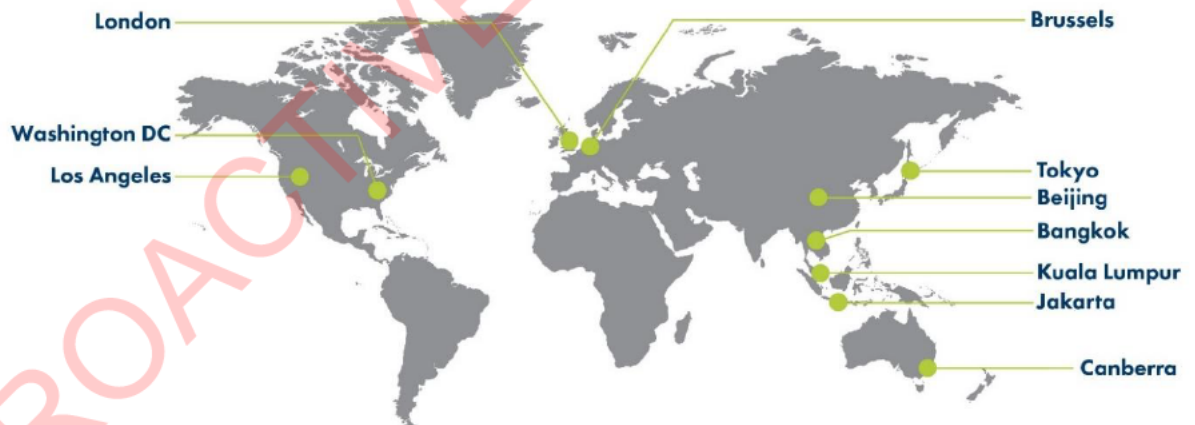 London
Brussels
Washington DC
Los Angeles
Tokyo
Beijing
Bangkok
Kuala Lumpur
Jakarta
Canberra
ROACTIVE